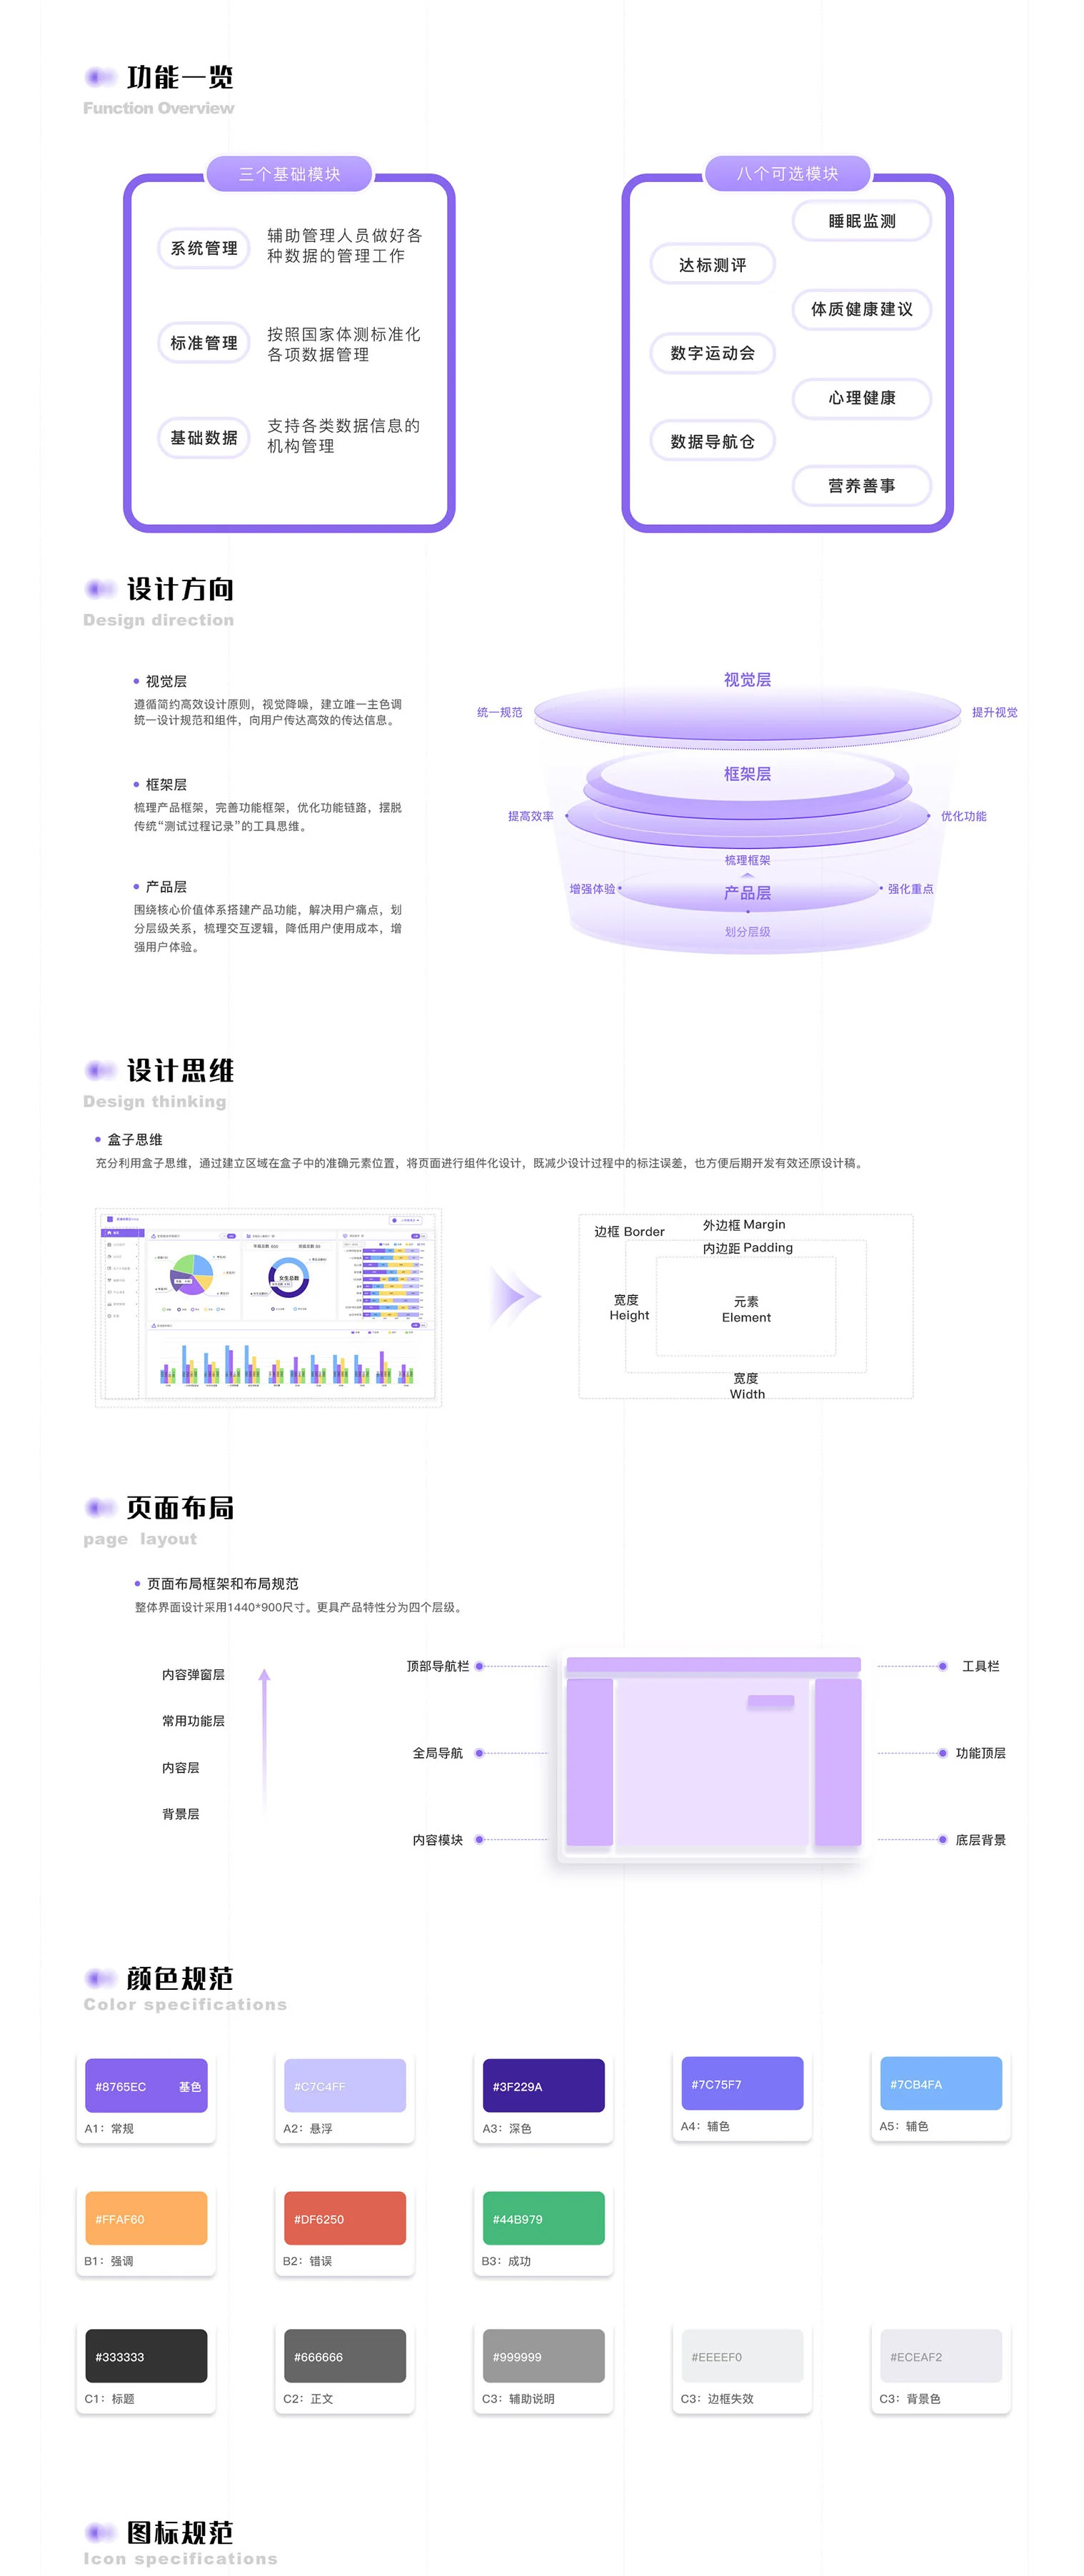 功能一览
Function Overview
三个基础模块
系统管理
辅助管理人员做好各
种数据的管理工作
标准管理
按照国家体测标准化
各项数据管理
基础数据
支持各类数据信息的
机构管理
八个可选模块
睡眠监测
达标测评
体质健康建议
数字运动会
心理健康
数据导航仓
营养善事
设计方向
Design direction
视觉层
遵循简约高效设计原则，视觉降噪，建立唯一主色调
统一设计规范和组件，向用户传达高效的传达信息。
框架层
梳理产品框架，完善功能框架，优化功能链路，摆脱
传统“测试过程记录”的工具思维。
产品层
围绕核心价值体系搭建产品功能，解决用户痛点，划
分层级关系，梳理交互逻辑，降低用户使用成本，增
强用户体验。
视觉层
统一规范
提升视觉
框架层
提高效率
优化功能
梳理框架
增强体验
产品层
强化重点
划分层级
设计思维
Design thinking
盒子思维
充分利用盒子思维，通过建立区域在盒子中的准确元素位置，将页面进行组件化设计，既减少设计过程中的标注误差，也方便后期开发有效还原设计稿。
女生总数
边框 Border
外边框 Margin
内边距 Padding
宽度
Height
元素
Element
宽度
Width
页面布局
page layout
页面布局框架和布局规范
整体界面设计采用1440*900尺寸。更具产品特性分为四个层级。
内容弹窗层
常用功能层
内容层
背景层
顶部导航栏
全局导航
内容模块
工具栏
功能顶层
底层背景
颜色规范
Color specifications
#8765EC 基色
A1：常规
#C7C4FF
A2：悬浮
#3F229A
A3：深色
#7C75F7
A4：辅色
#7CB4FA
A5：辅色
#FFAF60
B1：强调
#DF6250
B2：错误
#44B979
B3：成功
#333333
C1：标题
#666666
C2：正文
#999999
C3：辅助说明
#EEEEF0
C3：边框失效
#ECEAF2
C3：背景色
图标规范
Icon specifications